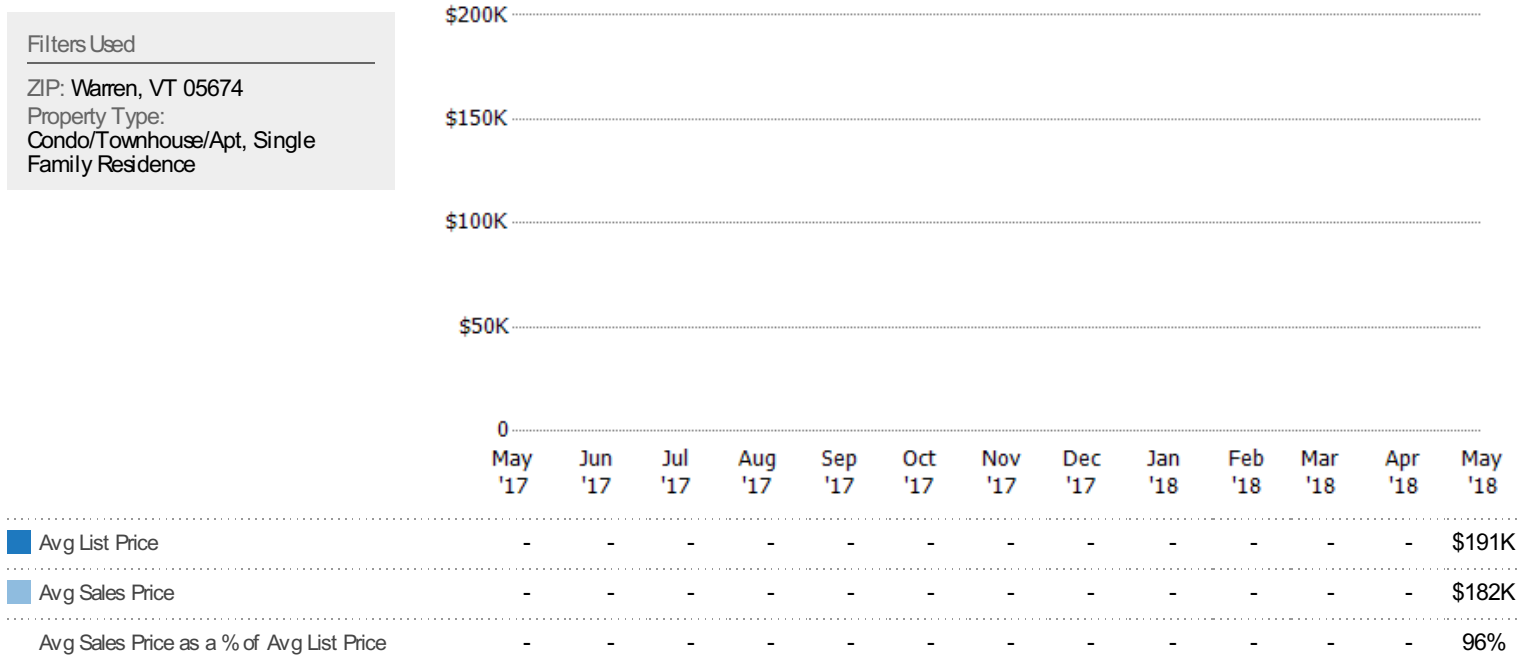 Filters Used
ZIP: Warren, VT 05674
Property Type:
Condo/Townhouse/Apt, Single
Family Residence
$200K
$150K
$100K
$50K
0
May Jun Jul Aug Sep Oct Nov Dec Jan Feb Mar Apr May
'17 '17 '17 '17 '17 '17 '17 '17 '18 '18 '18 '18 '18
Avg List Price - - - - - - - - - - - - $191K
Avg Sales Price - - - - - - - - - - - - $182K
Avg Sales Price as a % of Avg List Price - - - - - - - - - - - - 96%